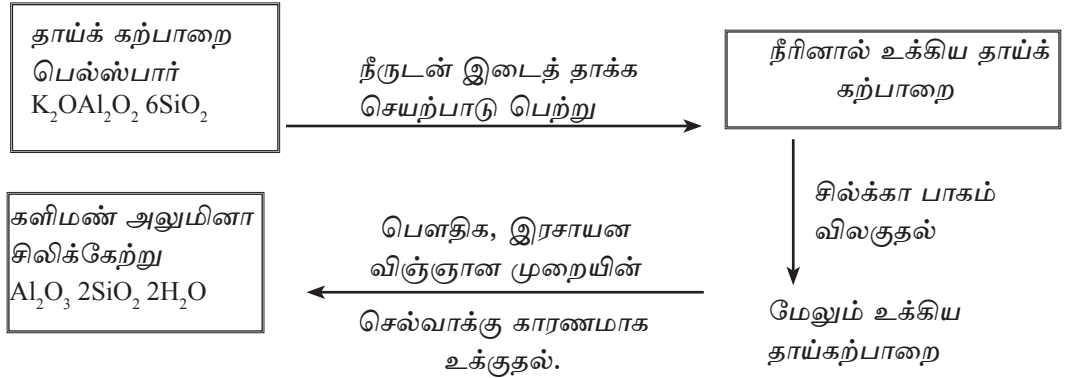 தாய்க் கற்பாறை
பெல்ஸ்பார்
K₂OAl₂O₂ 6SiO₂
நீருடன் இடைத் தாக்க
செயற்பாடு பெற்று
நீரினால் உக்கிய தாய்க்
கற்பாறை
சில்க்கா பாகம்
விலகுதல்
மேலும் உக்கிய
தாய்கற்பாறை
பௌதிக, இரசாயன
விஞ்ஞான முறையின்
செல்வாக்கு காரணமாக
உக்குதல்.
களிமண் அலுமினா
சிலிக்கேற்று
Al₂O₃ 2SiO₂ 2H₂O